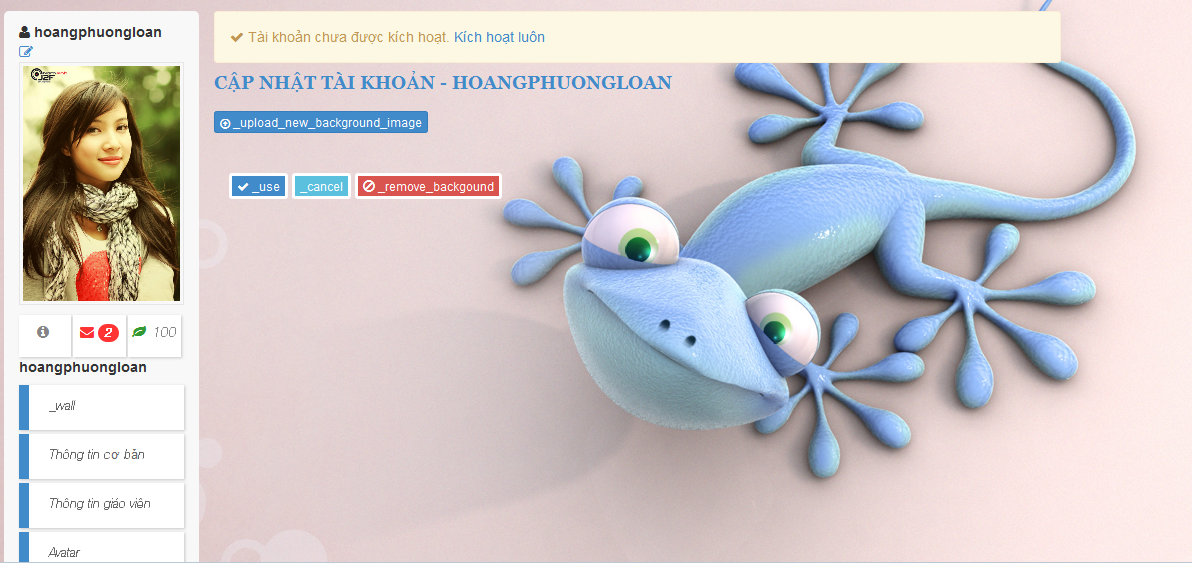 hoangphuongloan
Tài khoản chưa được kích hoạt. Kích hoạt luôn
CẬP NHẬT TÀI KHOẢN - HOANGPHUONGLOAN
_upload_new_background_image
_use
_cancel
_remove_backgound
2
100
hoangphuongloan
_wall
Thông tin cơ bản
Thông tin giáo viên
Avatar